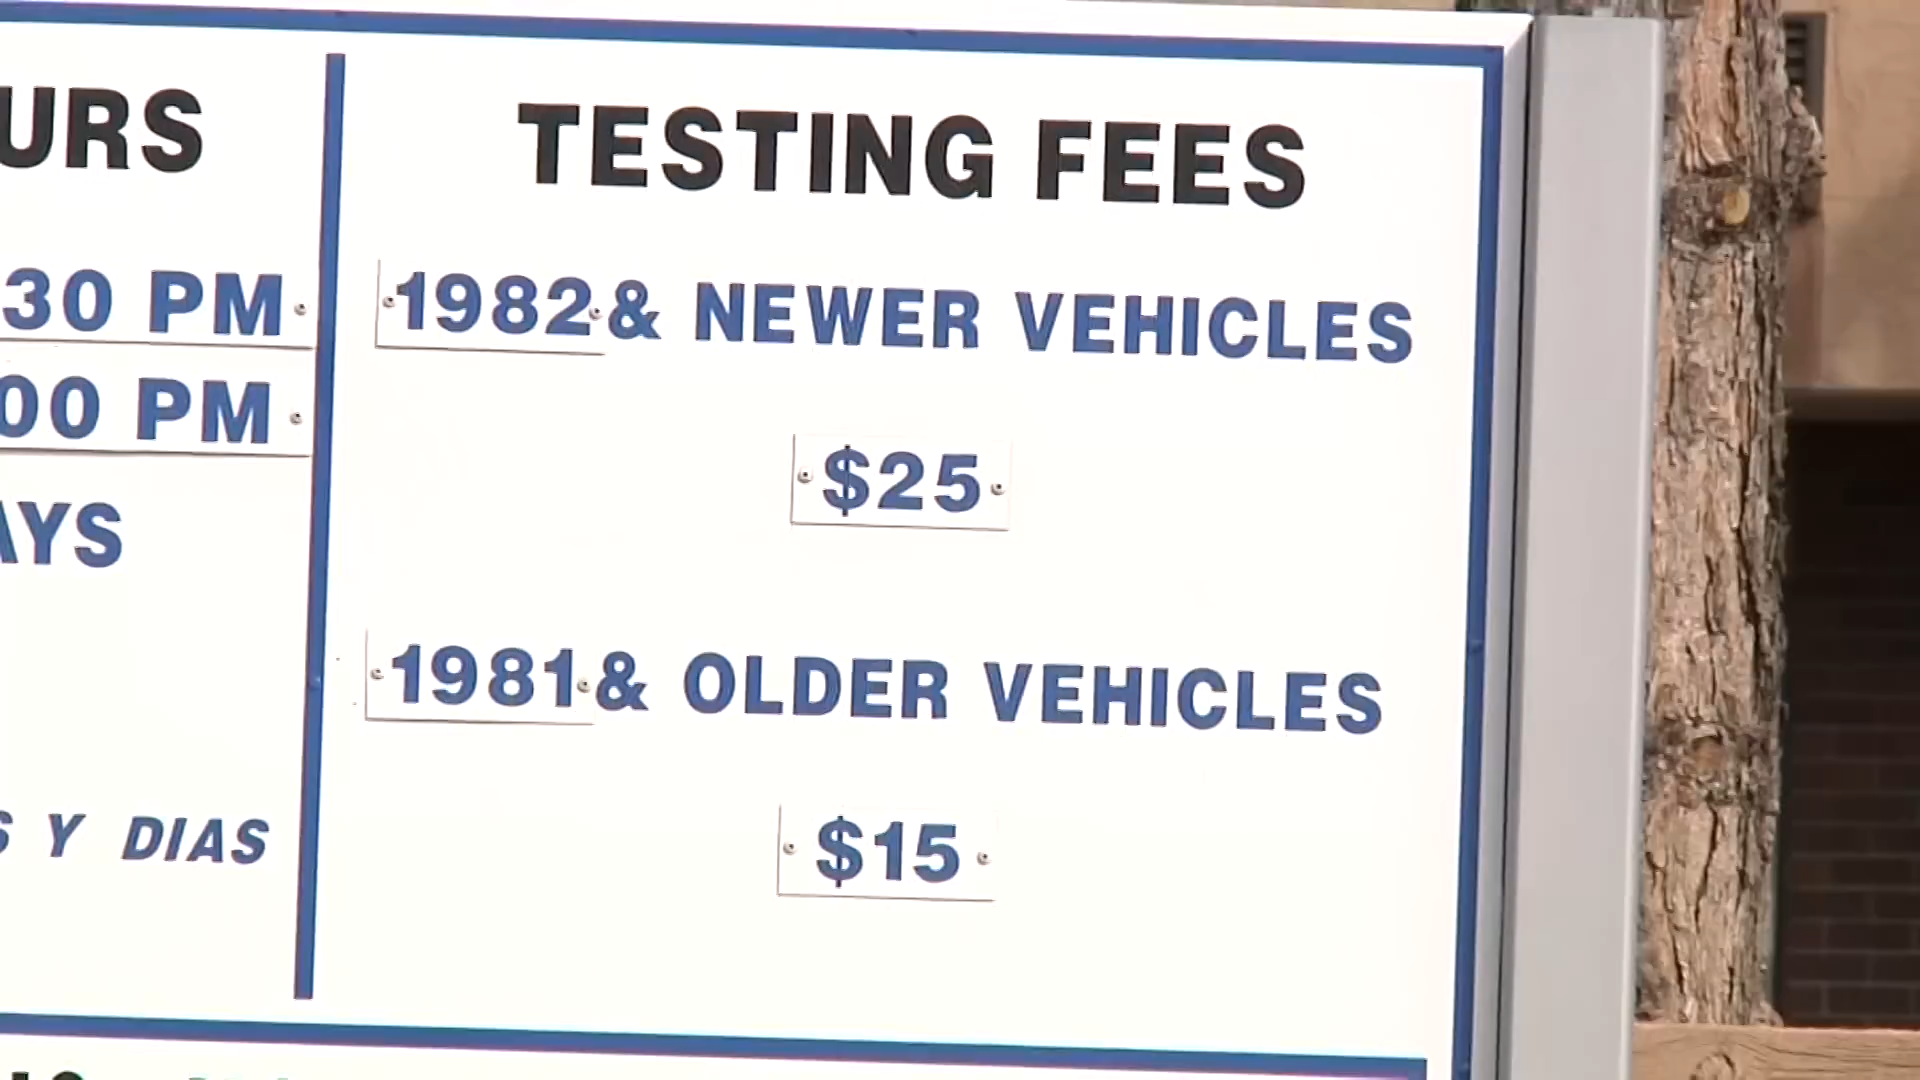 URS
30 PM
00 PM
AYS
S Y DIAS
TESTING FEES
1982 & NEWER VEHICLES
$25
1981 & OLDER VEHICLES
$15